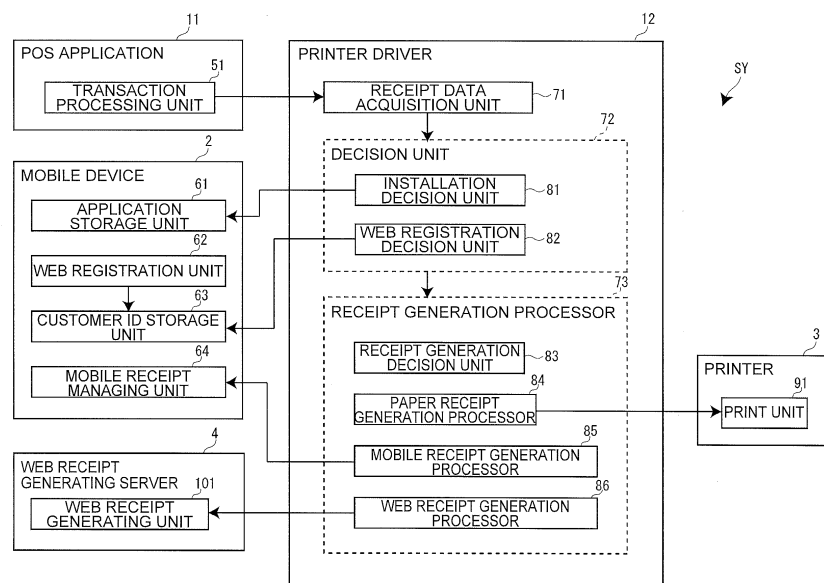 11
POS APPLICATION
51
TRANSACTION
PROCESSING UNIT
2
MOBILE DEVICE
61
APPLICATION
STORAGE UNIT
62
WEB REGISTRATION UNIT
63
CUSTOMER ID STORAGE
UNIT
64
MOBILE RECEIPT
MANAGING UNIT
4
WEB RECEIPT
GENERATING SERVER
101
WEB RECEIPT
GENERATING UNIT
12
PRINTER DRIVER
RECEIPT DATA
ACQUISITION UNIT
71
72
DECISION UNIT
INSTALLATION
DECISION UNIT
81
WEB REGISTRATION
DECISION UNIT
82
73
RECEIPT GENERATION PROCESSOR
RECEIPT GENERATION
DECISION UNIT
83
84
PAPER RECEIPT
GENERATION PROCESSOR
85
MOBILE RECEIPT GENERATION
PROCESSOR
86
WEB RECEIPT GENERATION
PROCESSOR
SY
3
PRINTER
91
PRINT UNIT